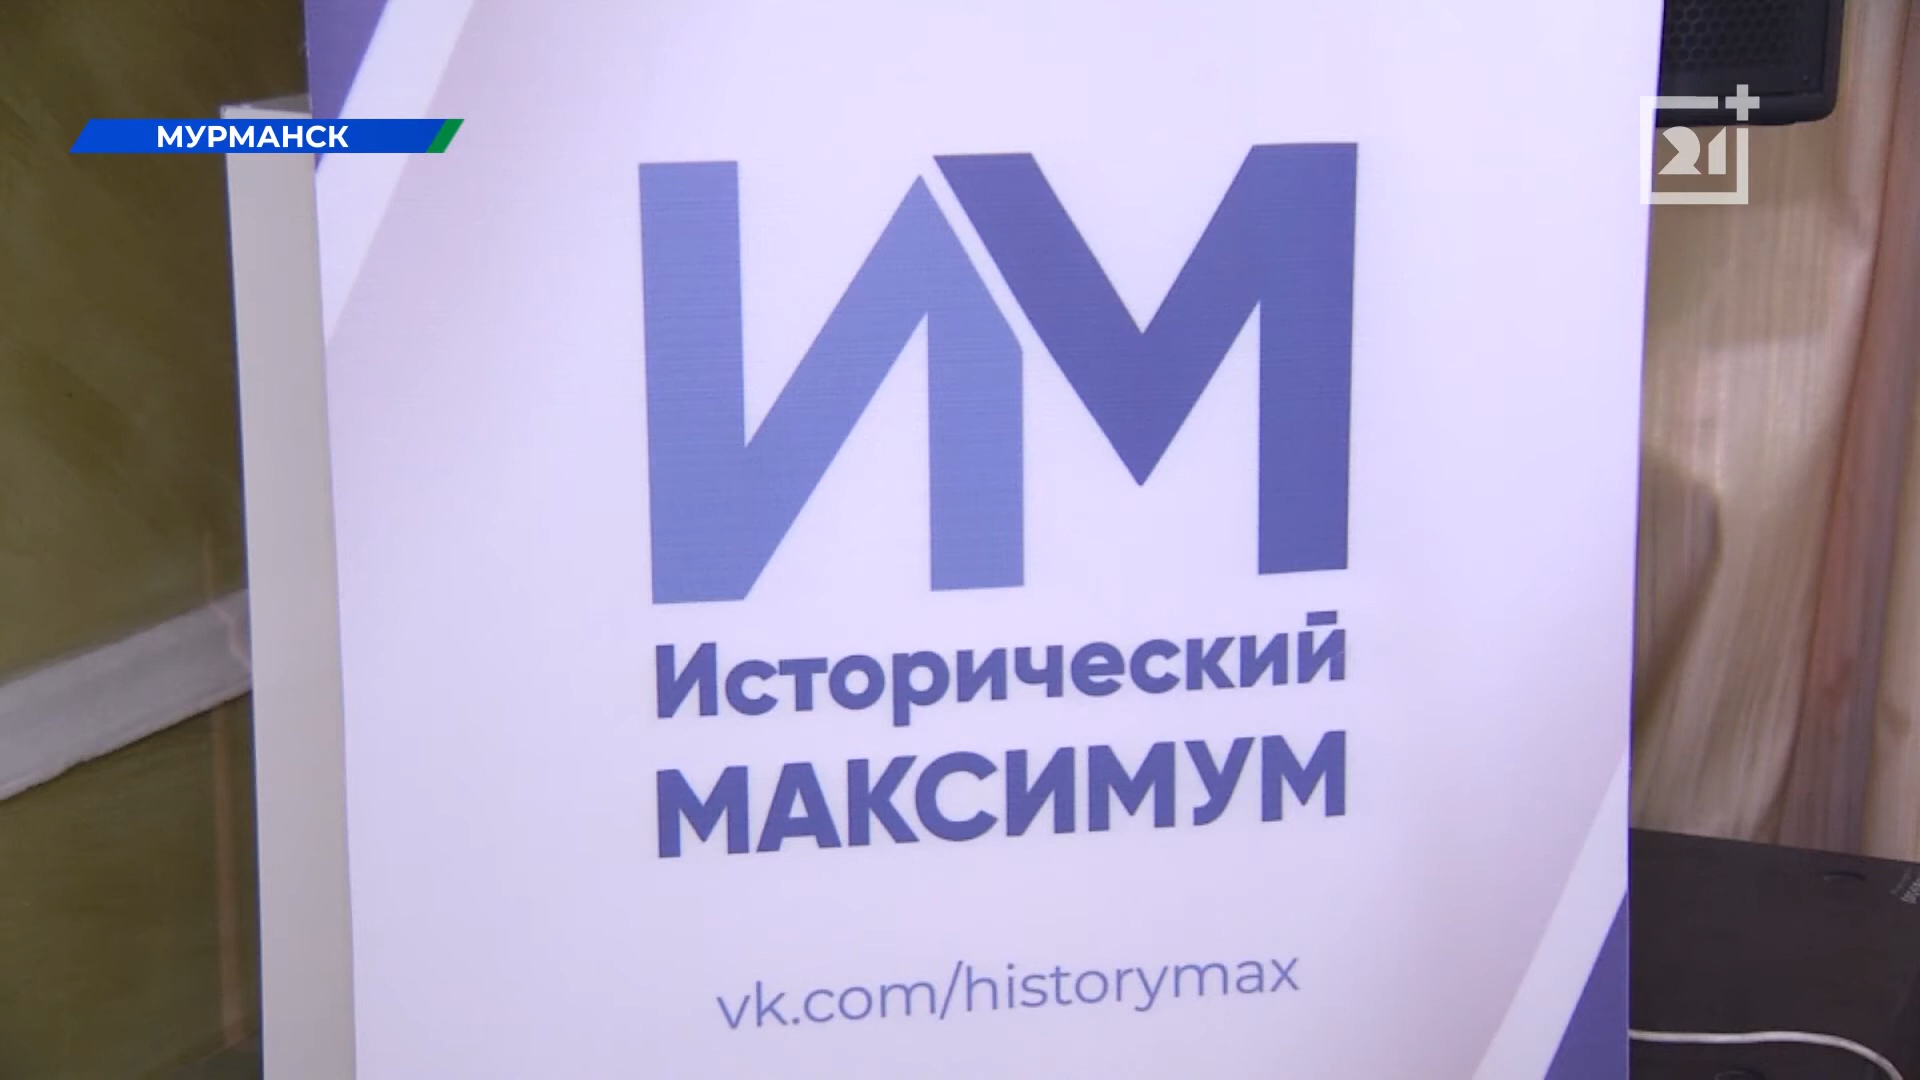 МУРМАНСК
21+
ИМ
Исторический
МАКСИМУМ
vk.com/historymax